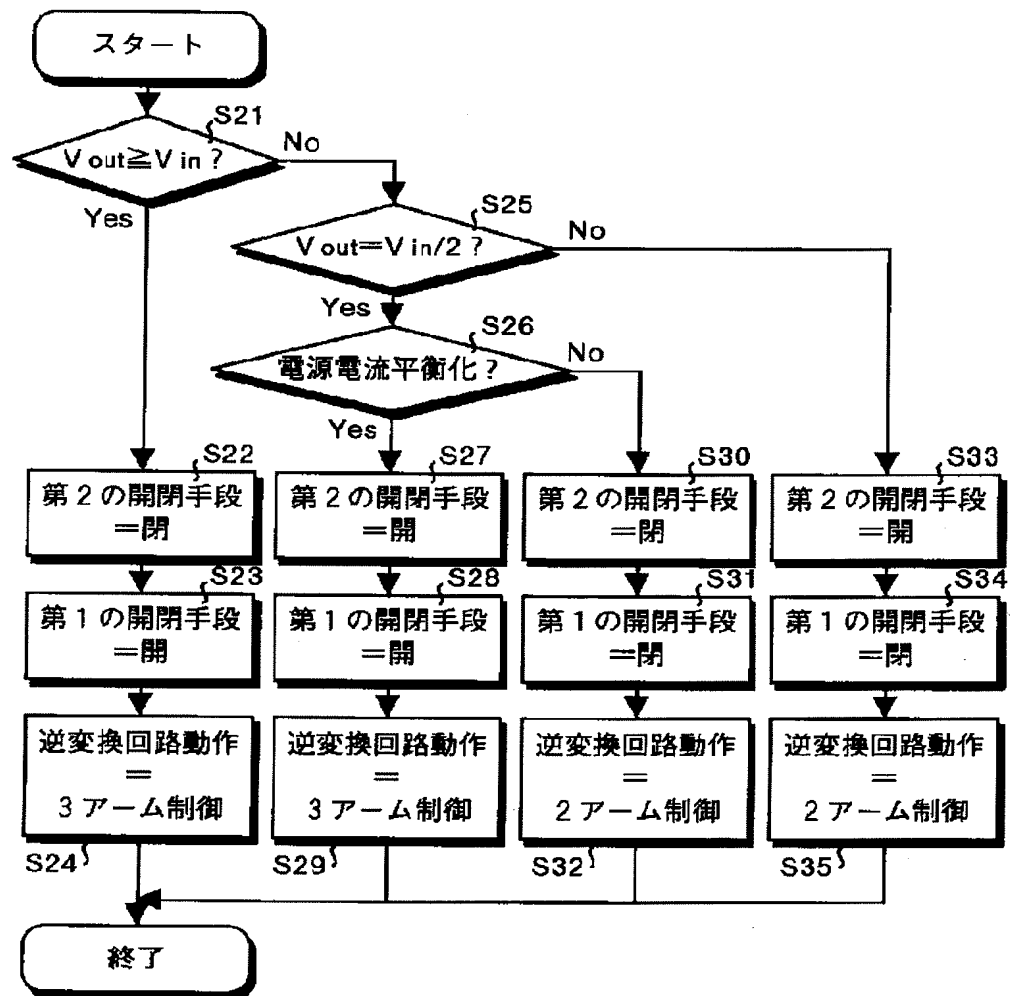 スタート
S21
Vout≧Vin?
No
Yes
S25
Vout=Vin/2?
No
Yes
S26
電源電流平衡化?
No
Yes
S22
第2の開閉手段
=閉
S27
第2の開閉手段
=開
S30
第2の開閉手段
=閉
S33
第2の開閉手段
=開
S23
第1の開閉手段
=開
S28
第1の開閉手段
=開
S31
第1の開閉手段
=閉
S34
第1の開閉手段
=閉
逆変換回路動作
=
3アーム制御
S24
逆変換回路動作
=
3アーム制御
S29
逆変換回路動作
=
2アーム制御
S32
逆変換回路動作
=
2アーム制御
S35
終了